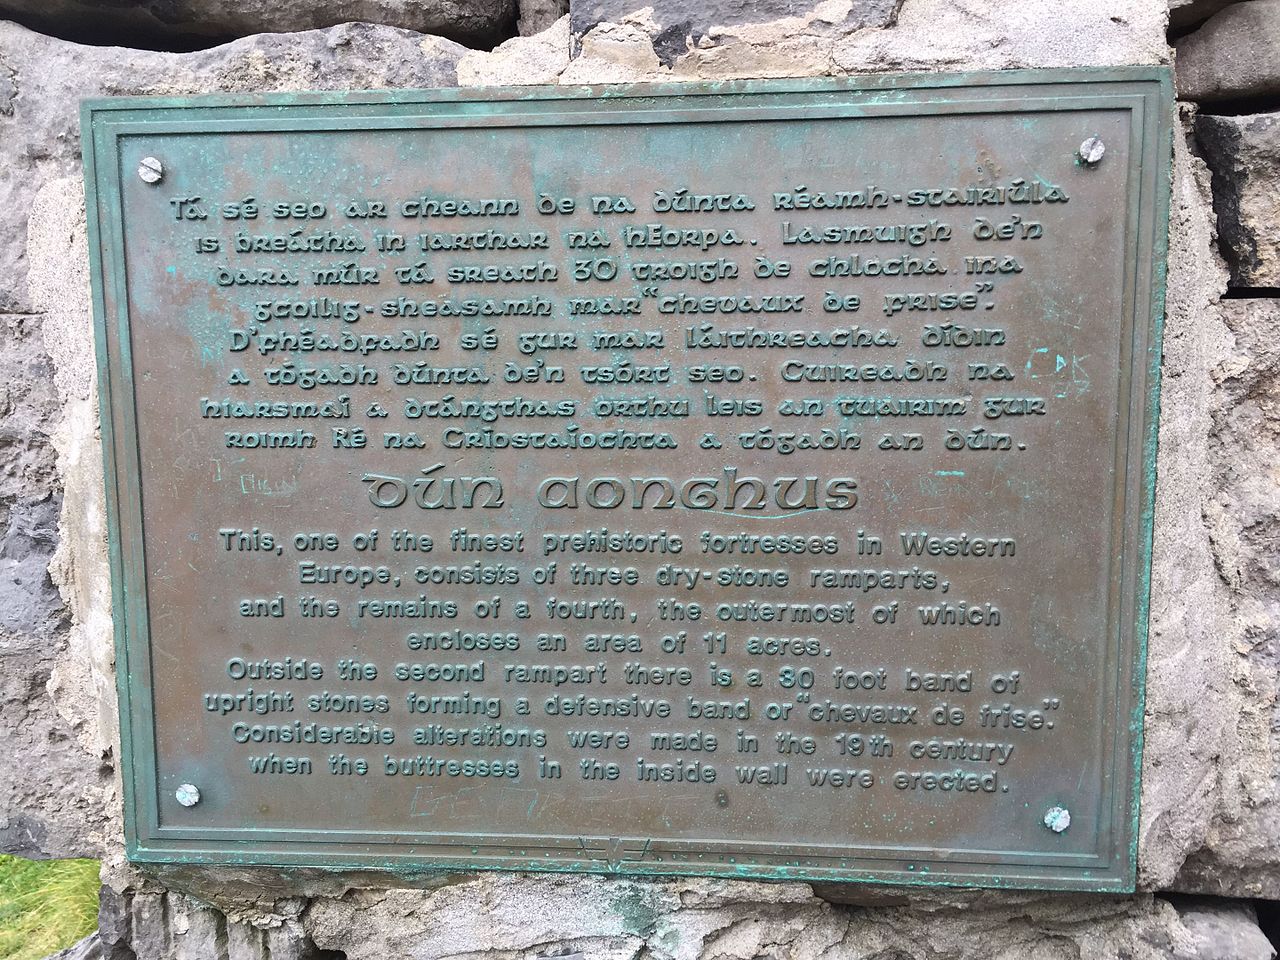 Tá sé seo ar cheann de na dúnta réamh-stairiúla
is breátha in iarthar na hEorpa. Lasmuigh de'n
dara múr tá sreath 30 troigh de chlocha ina
gcoilig-sheasamh mar "chevaux de frise".
D'fhéadfadh sé gur mar láithreacha dídin
a tógadh dúnta de'n tsórt seo. Cuireadh na
hiarsmaí a dtángthas orthu leis an tuairim gur
roimh Ré na Críostaíochta a tógadh an dún.
Dún Aonghus
This, one of the finest prehistoric fortresses in Western
Europe, consists of three dry-stone ramparts,
and the remains of a fourth, the outermost of which
encloses an area of 11 acres.
Outside the second rampart there is a 30 foot band of
upright stones forming a defensive band or "chevaux de frise."
Considerable alterations were made in the 19th century
when the buttresses in the inside wall were erected.